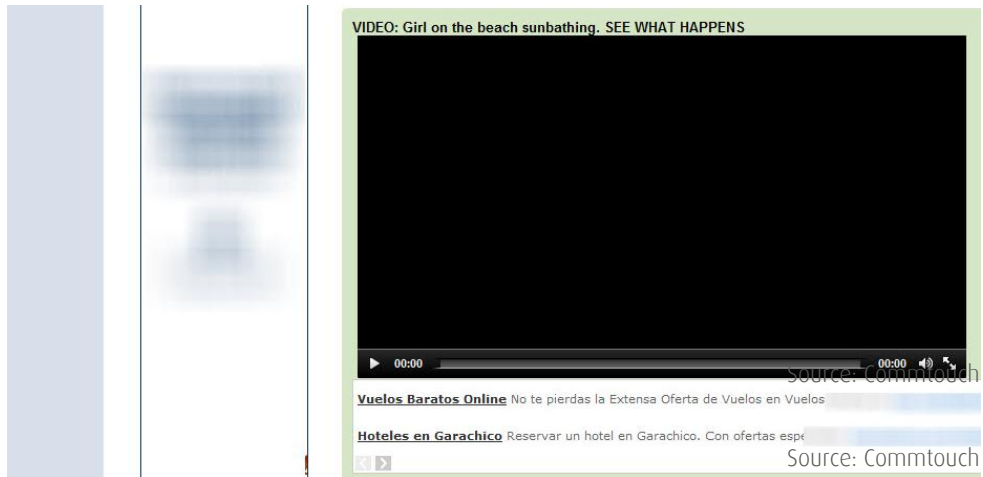 VIDEO: Girl on the beach sunbathing. SEE WHAT HAPPENS
00:00 00:00
Source: Commtouch
Vuelos Baratos Online No te pierdas la Extensa Oferta de Vuelos en Vuelos
Hoteles en Garachico Reservar un hotel en Garachico. Con ofertas espe
Source: Commtouch